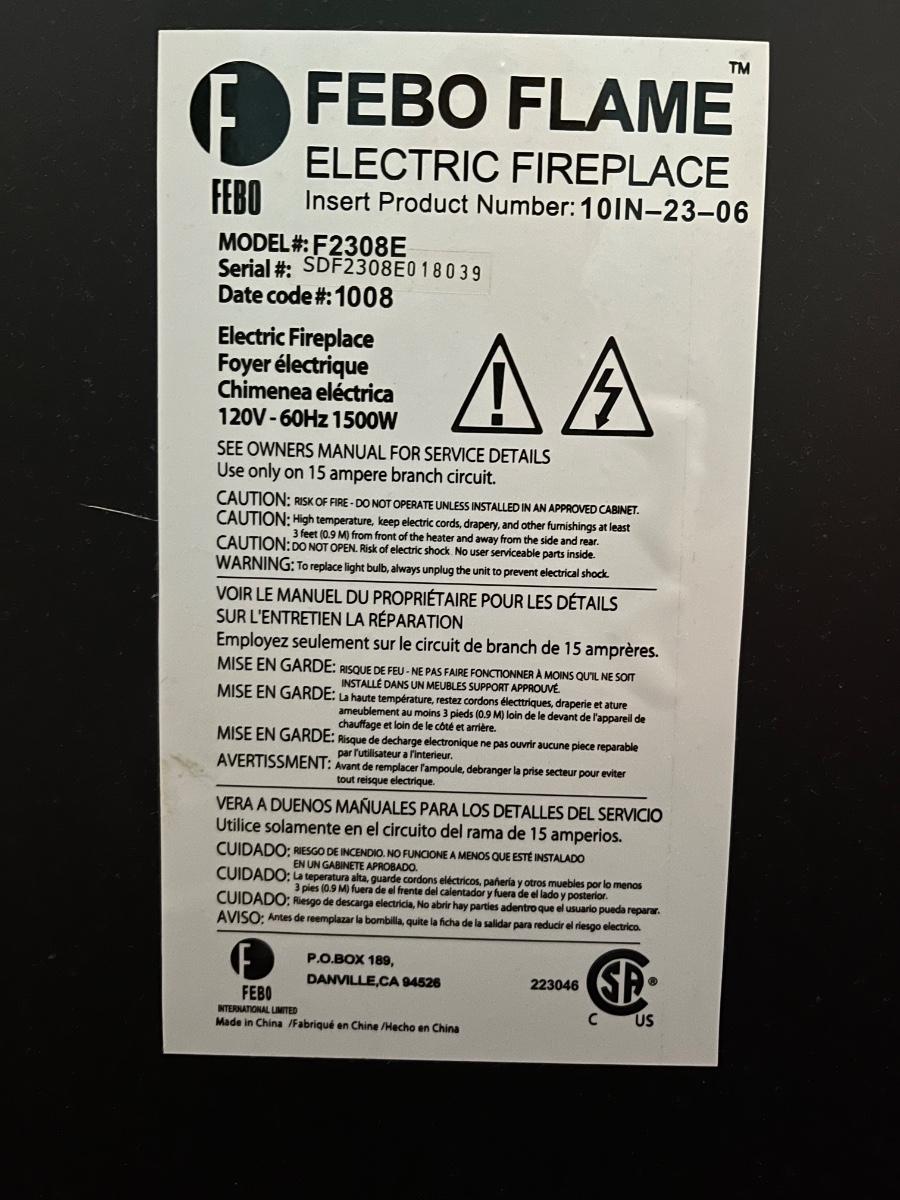 FEBO FLAME™
ELECTRIC FIREPLACE
FEBO
Insert Product Number: 10IN-23-06
MODEL#: F2308E
Serial #: SDF2308E018039
Date code#: 1008
Electric Fireplace
Foyer électrique
Chimenea eléctrica
120V - 60Hz 1500W
SEE OWNERS MANUAL FOR SERVICE DETAILS
Use only on 15 ampere branch circuit.
CAUTION: RISK OF FIRE - DO NOT OPERATE UNLESS INSTALLED IN AN APPROVED CABINET.
CAUTION: High temperature, keep electric cords, drapery, and other furnishings at least
3 feet (0.9 M) from front of the heater and away from the side and rear.
CAUTION: DO NOT OPEN. Risk of electric shock. No user serviceable parts inside.
WARNING: To replace light bulb, always unplug the unit to prevent electrical shock.
VOIR LE MANUEL DU PROPRIÉTAIRE POUR LES DÉTAILS
SUR L'ENTRETIEN LA RÉPARATION
Employez seulement sur le circuit de branch de 15 amprères.
MISE EN GARDE: RISQUE DE FEU - NE PAS FAIRE FONCTIONNER À MOINS QU'IL NE SOIT
INSTALLÉ DANS UN MEUBLES SUPPORT APPROUVÉ.
MISE EN GARDE: La haute température, restez cordons électtriques, draperie et ature
ameublement au moins 3 pieds (0.9 M) loin de le devant de l'appareil de
chauffage et loin de le côté et arrière.
MISE EN GARDE: Risque de decharge electronique ne pas ouvrir aucune piece reparable
par l'utilisateur a l'interieur.
AVERTISSMENT: Avant de remplacer l'ampoule, debranger la prise secteur pour eviter
tout reisque electrique.
VERA A DUENOS MAÑUALES PARA LOS DETALLES DEL SERVICIO
Utilice solamente en el circuito del rama de 15 amperios.
CUIDADO: RIESGO DE INCENDIO. NO FUNCIONE A MENOS QUE ESTÉ INSTALADO
EN UN GABINETE APROBADO.
CUIDADO: La teperatura alta, guarde cordons eléctricos, pañería y otros muebles por lo menos
3 pies (0.9 M) fuera de el frente del calentador y fuera de el lado y posterior.
CUIDADO: Riesgo de descarga electricia, No abrir hay parties adentro que el usuario pueda reparar.
AVISO: Antes de reemplazar la bombilla, quite la ficha de la salidar para reducir el riesgo electrico.
FEBO
INTERNATIONAL LIMITED
P.O.BOX 189,
DANVILLE,CA 94526
223046
SA®
C US
Made in China /Fabriqué en Chine /Hecho en China